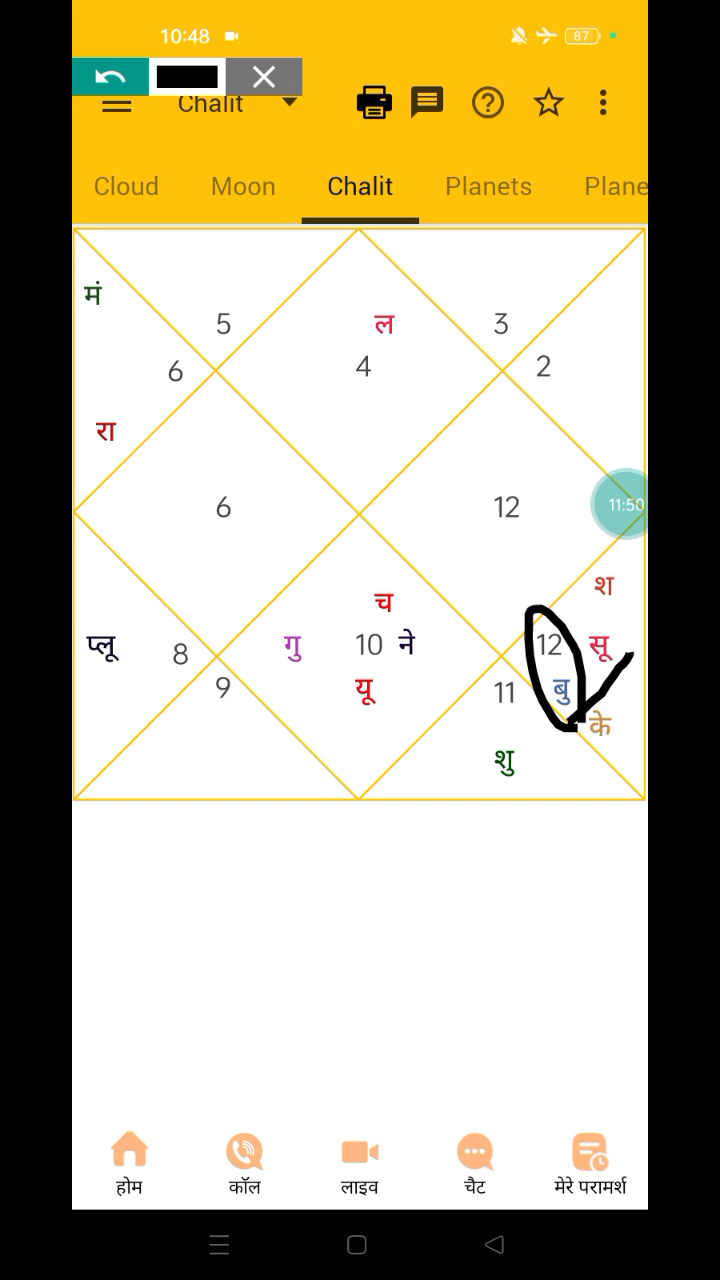 10:48 87
Chalit
Cloud Moon Chalit Planets Plane
मं
5 ल 3
6 4 2
रा
6 12 11:50
श
च
प्लू 8 गु 10 ने 12 सू
9 यू 11 बु
के
शु
होम कॉल लाइव चैट मेरे परामर्श